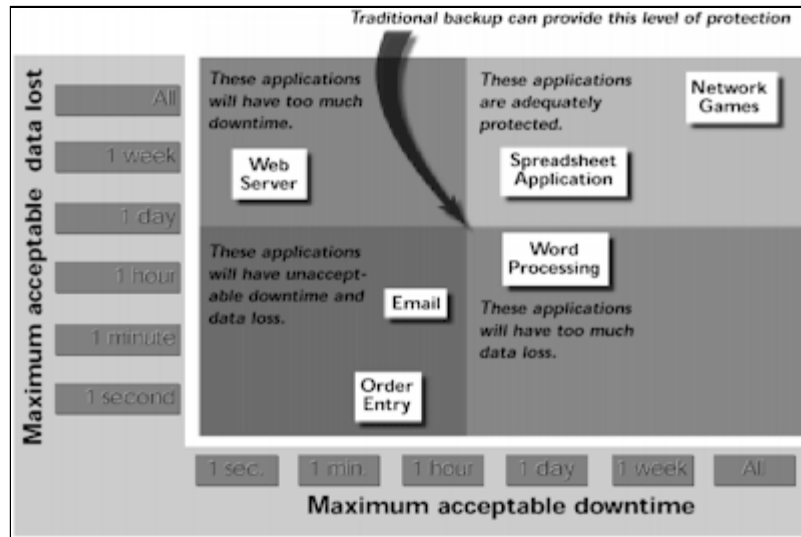 Traditional backup can provide this level of protection
Maximum acceptable data lost
All
1 week
1 day
1 hour
1 minute
1 second
These applications
will have too much
downtime.
Web
Server
These applications
are adequately
protected.
Network
Games
Spreadsheet
Application
These applications
will have unaccept-
able downtime and
data loss.
Email
Order
Entry
Word
Processing
These applications
will have too much
data loss.
1 sec.
1 min.
1 hour
1 day
1 week
All
Maximum acceptable downtime